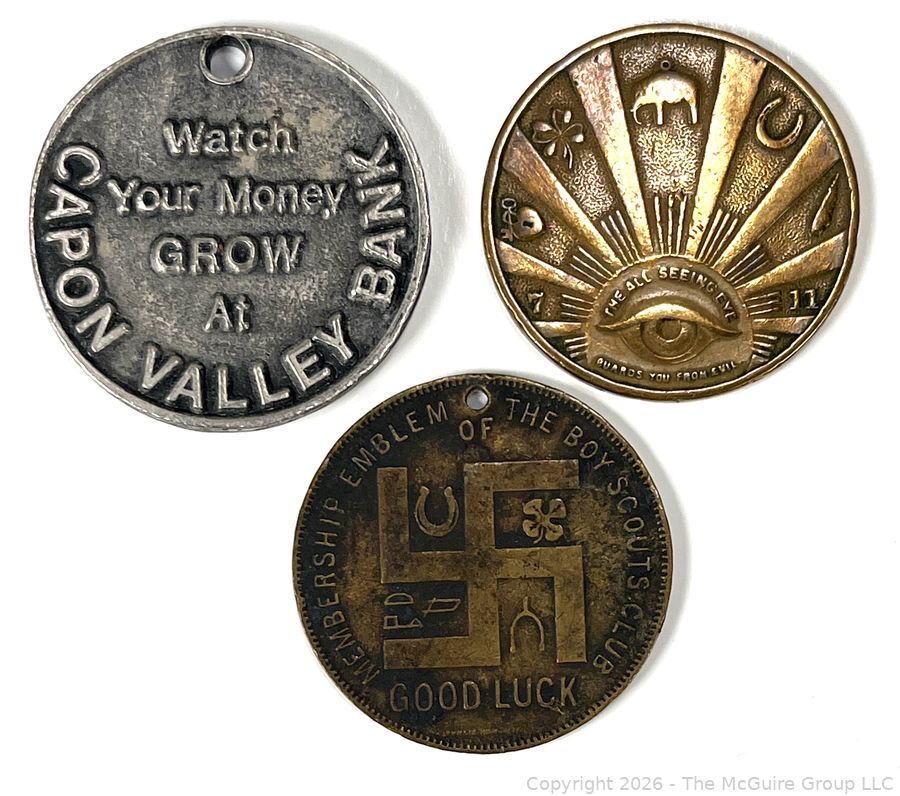 Watch
Your Money
GROW
At
CAPON VALLEY BANK
THE ALL SEEING EYE
GUARDS YOU FROM EVIL
7
11
MEMBERSHIP EMBLEM OF THE BOY SCOUTS' CLUB
GOOD LUCK
Copyright 2026 - The McGuire Group LLC